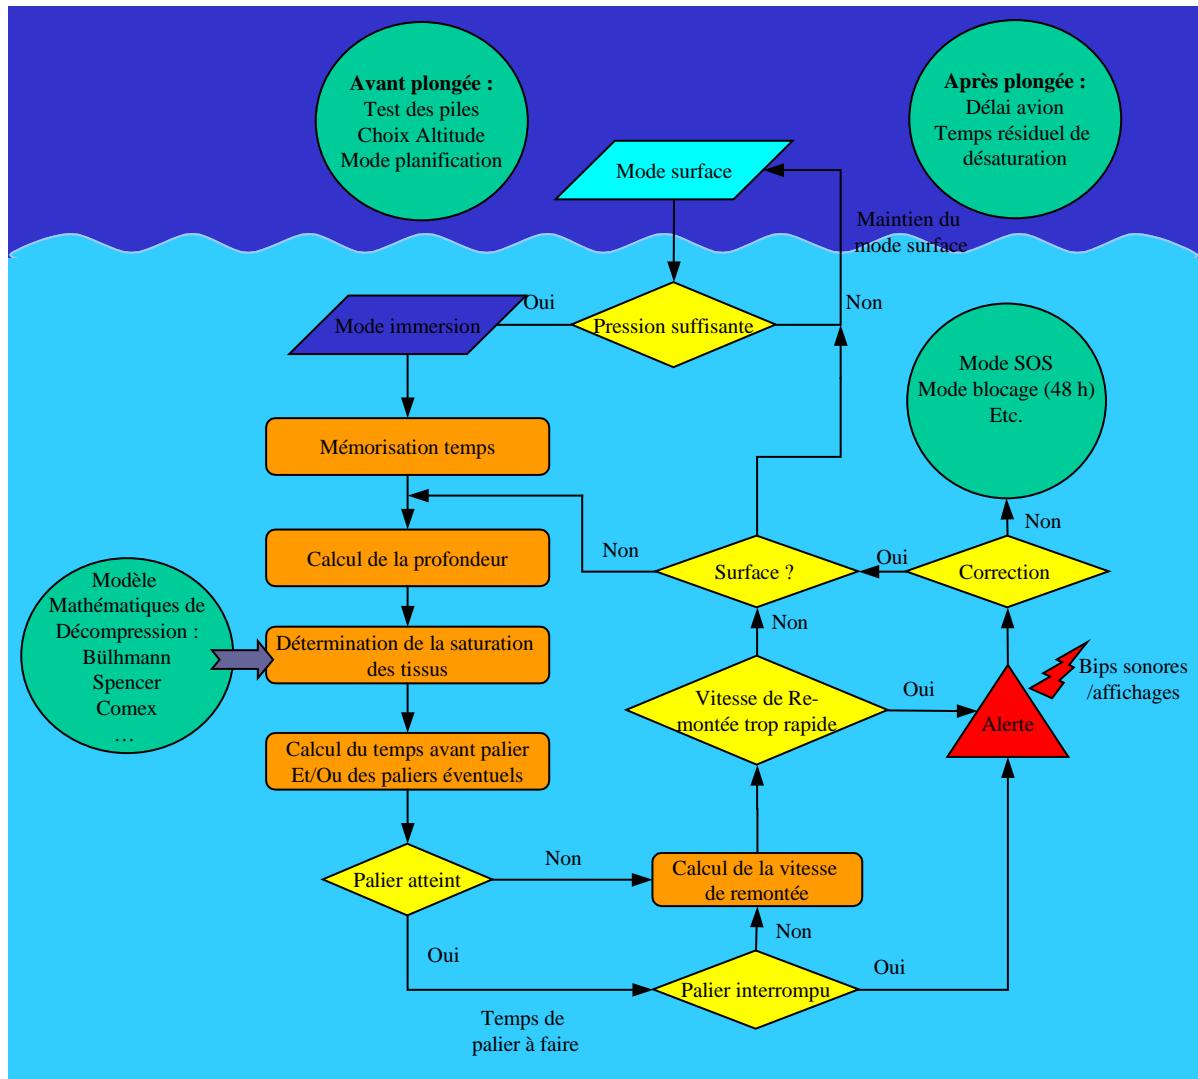 Avant plongée :
Test des piles
Choix Altitude
Mode planification
Après plongée :
Délai avion
Temps résiduel de
désaturation
Mode surface
Maintien du
mode surface
Oui
Non
Mode immersion
Pression suffisante
Mode SOS
Mode blocage (48 h)
Etc.
Mémorisation temps
Non
Calcul de la profondeur
Non
Surface ?
Oui
Correction
Modèle
Mathématiques de
Décompression :
Bülhmann
Spencer
Comex
…
Détermination de la saturation
des tissus
Non
Bips sonores
/affichages
Vitesse de Re-
montée trop rapide
Oui
Alerte
Calcul du temps avant palier
Et/Ou des paliers éventuels
Palier atteint
Non
Calcul de la vitesse
de remontée
Non
Oui
Palier interrompu
Oui
Temps de
palier à faire